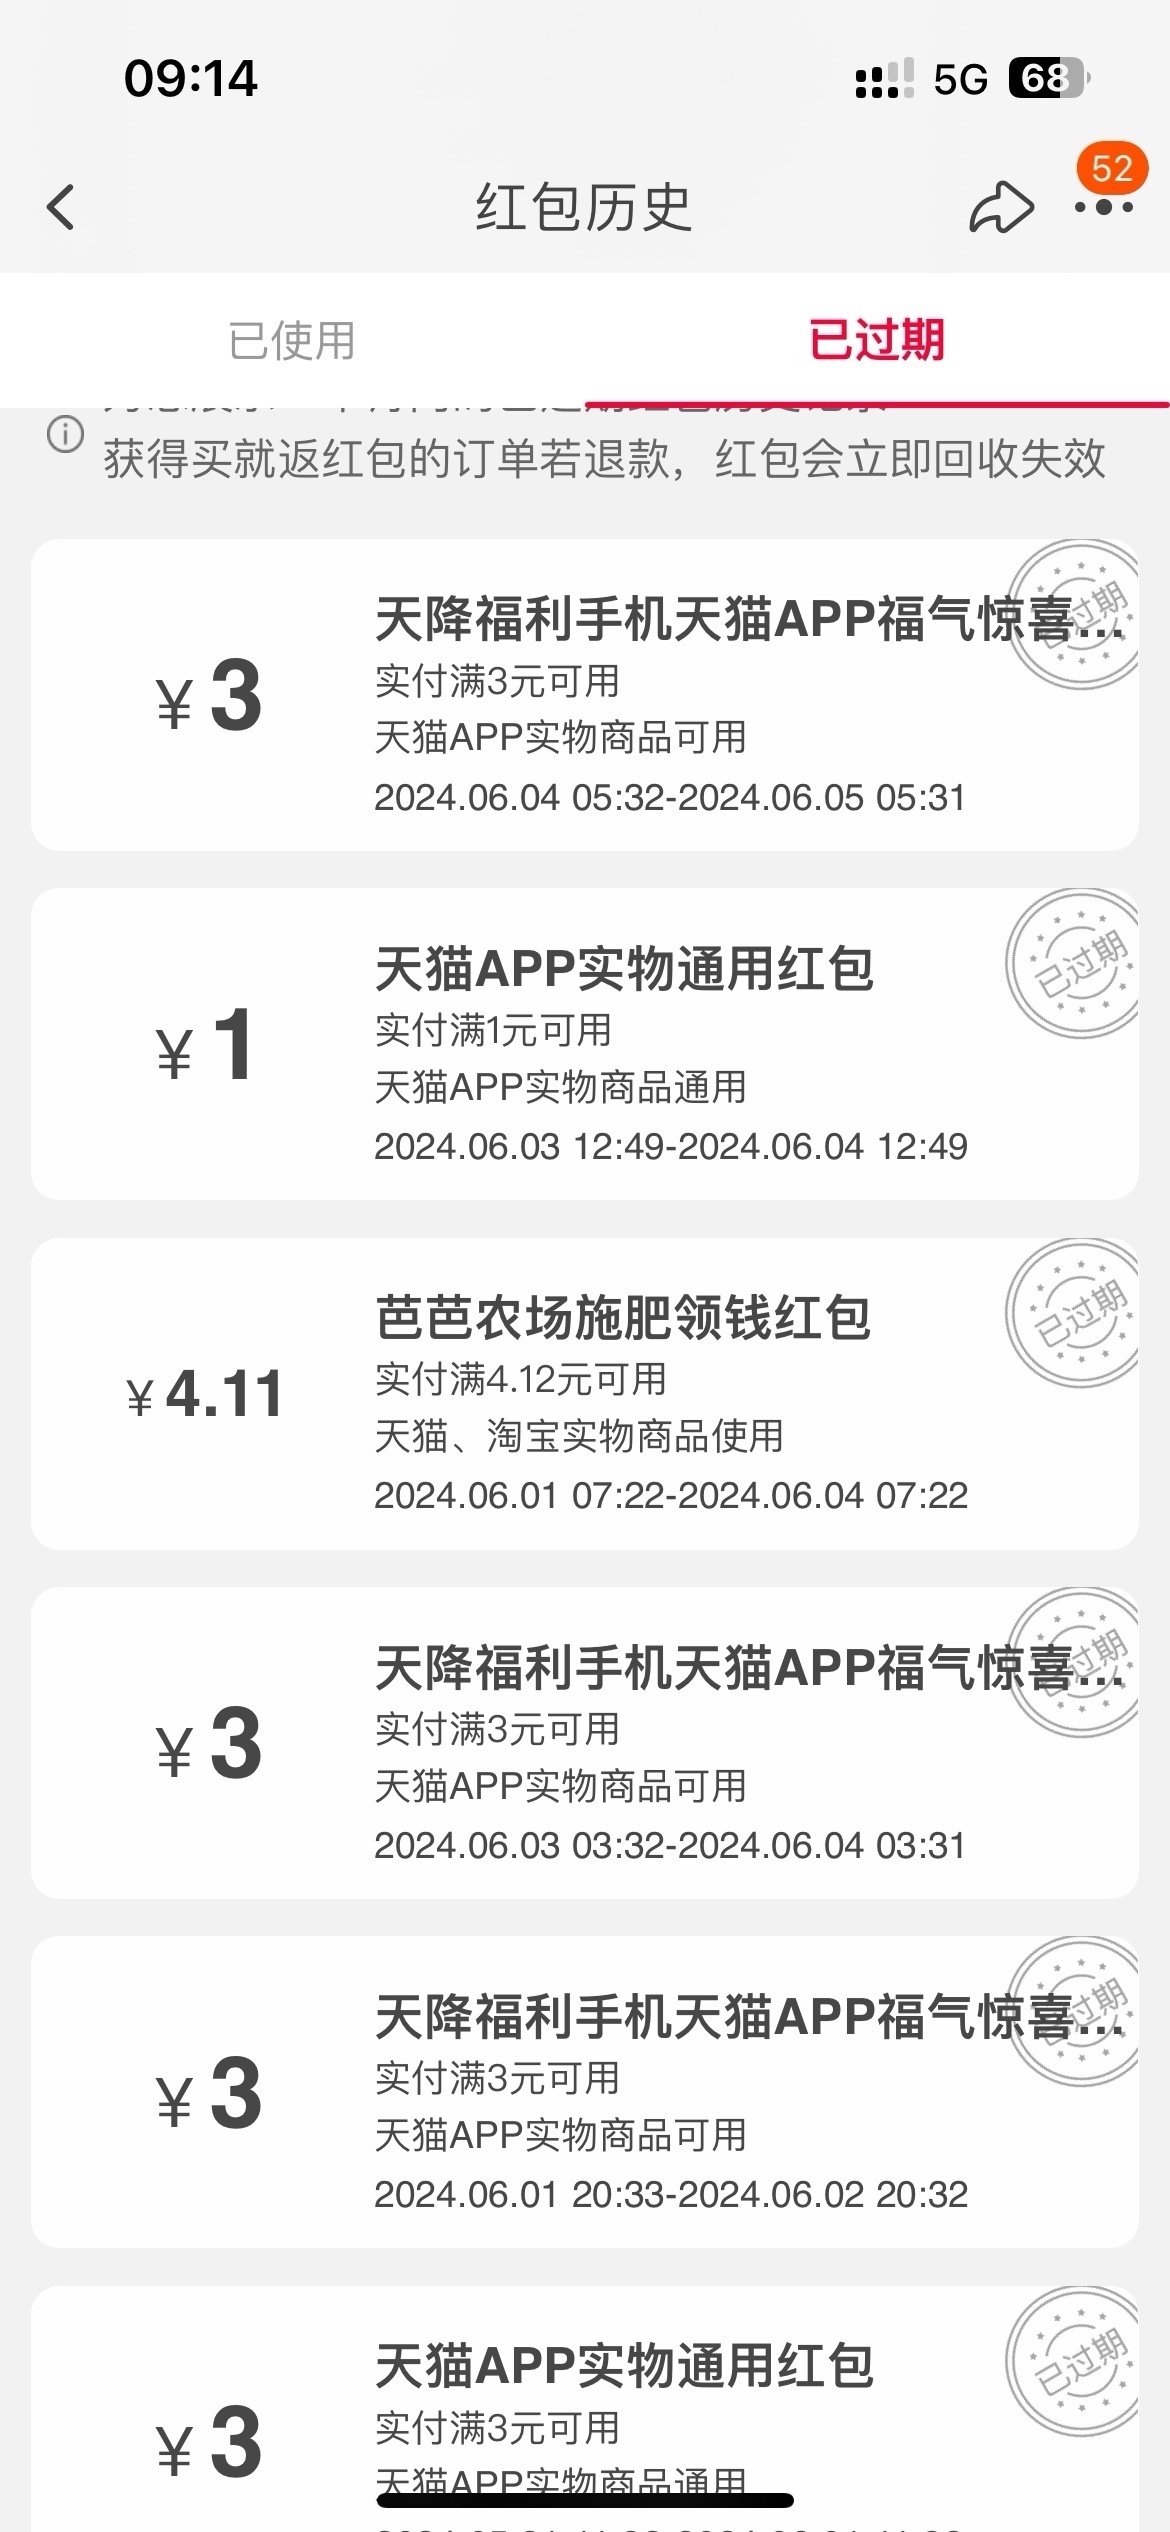 09:14
5G 68
52
红包历史
已使用
已过期
获得买就返红包的订单若退款，红包会立即回收失效
天降福利手机天猫APP福气惊喜...
已过期
¥3
实付满3元可用
天猫APP实物商品可用
2024.06.04 05:32-2024.06.05 05:31
天猫APP实物通用红包
已过期
¥1
实付满1元可用
天猫APP实物商品通用
2024.06.03 12:49-2024.06.04 12:49
芭芭农场施肥领钱红包
已过期
¥4.11
实付满4.12元可用
天猫、淘宝实物商品使用
2024.06.01 07:22-2024.06.04 07:22
天降福利手机天猫APP福气惊喜...
已过期
¥3
实付满3元可用
天猫APP实物商品可用
2024.06.03 03:32-2024.06.04 03:31
天降福利手机天猫APP福气惊喜...
已过期
¥3
实付满3元可用
天猫APP实物商品可用
2024.06.01 20:33-2024.06.02 20:32
天猫APP实物通用红包
已过期
¥3
实付满3元可用
天猫APP实物商品通用